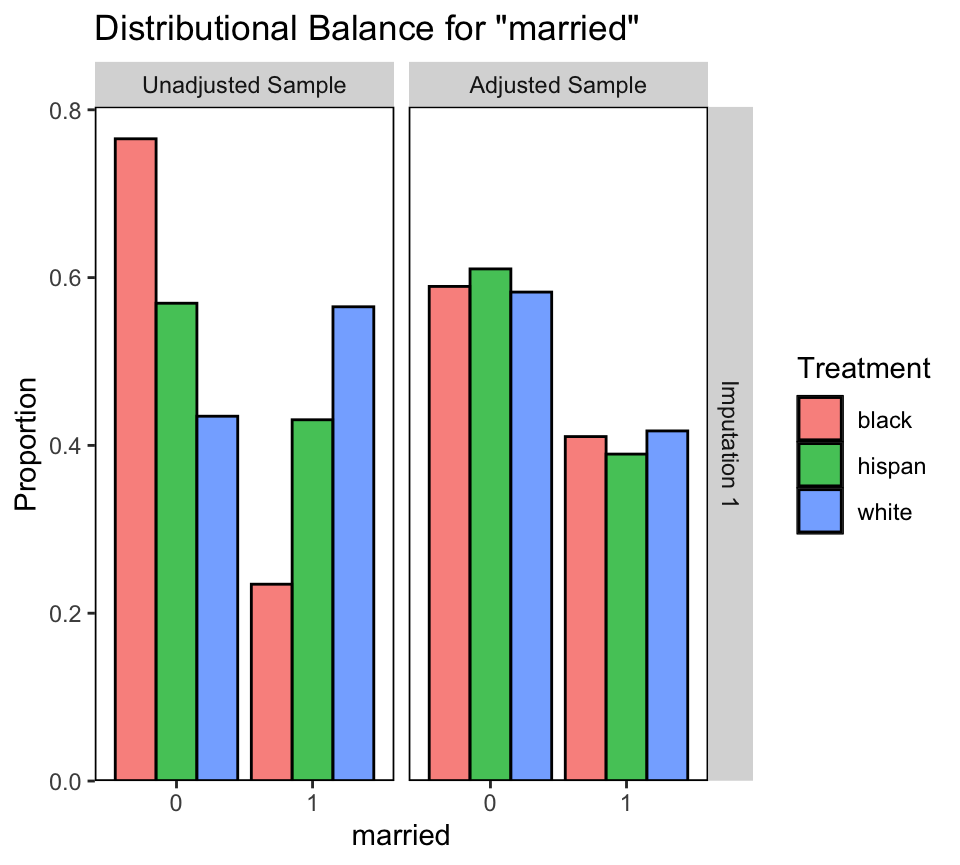 Distributional Balance for "married"
Unadjusted Sample
Adjusted Sample
0.8
0.6
0.4
0.2
0.0
Proportion
0
1
0
1
married
Imputation 1
Treatment
black
hispan
white